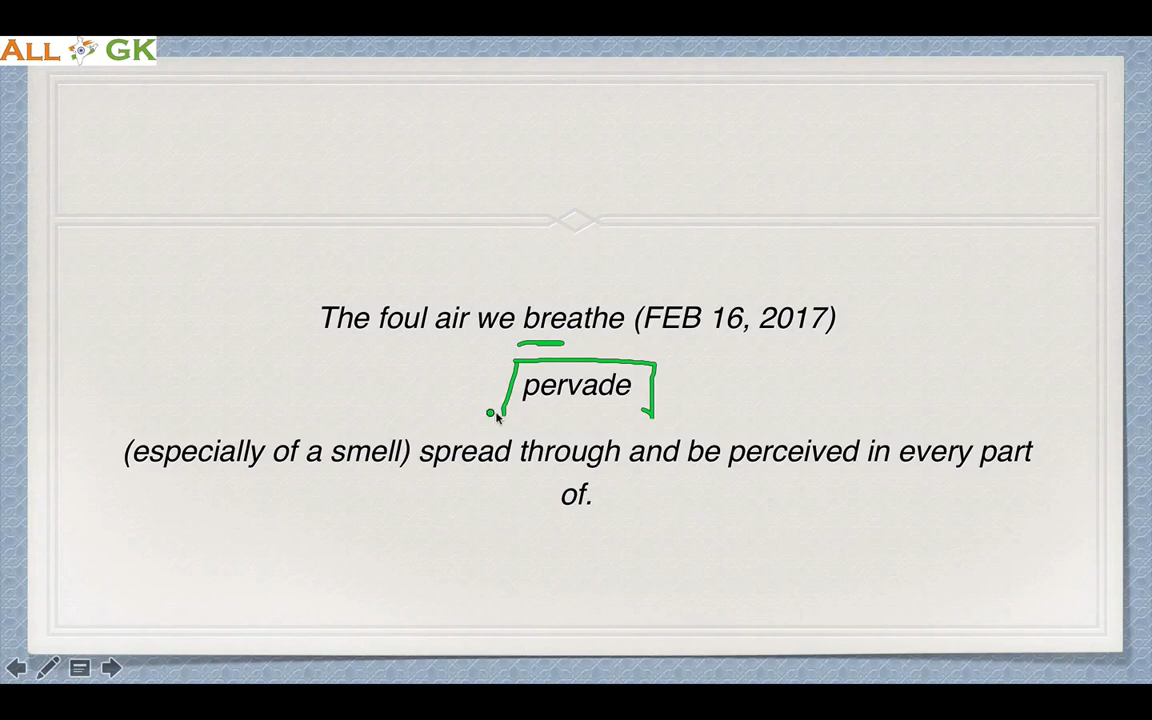 ALL GK
The foul air we breathe (FEB 16, 2017)
pervade
(especially of a smell) spread through and be perceived in every part
of.